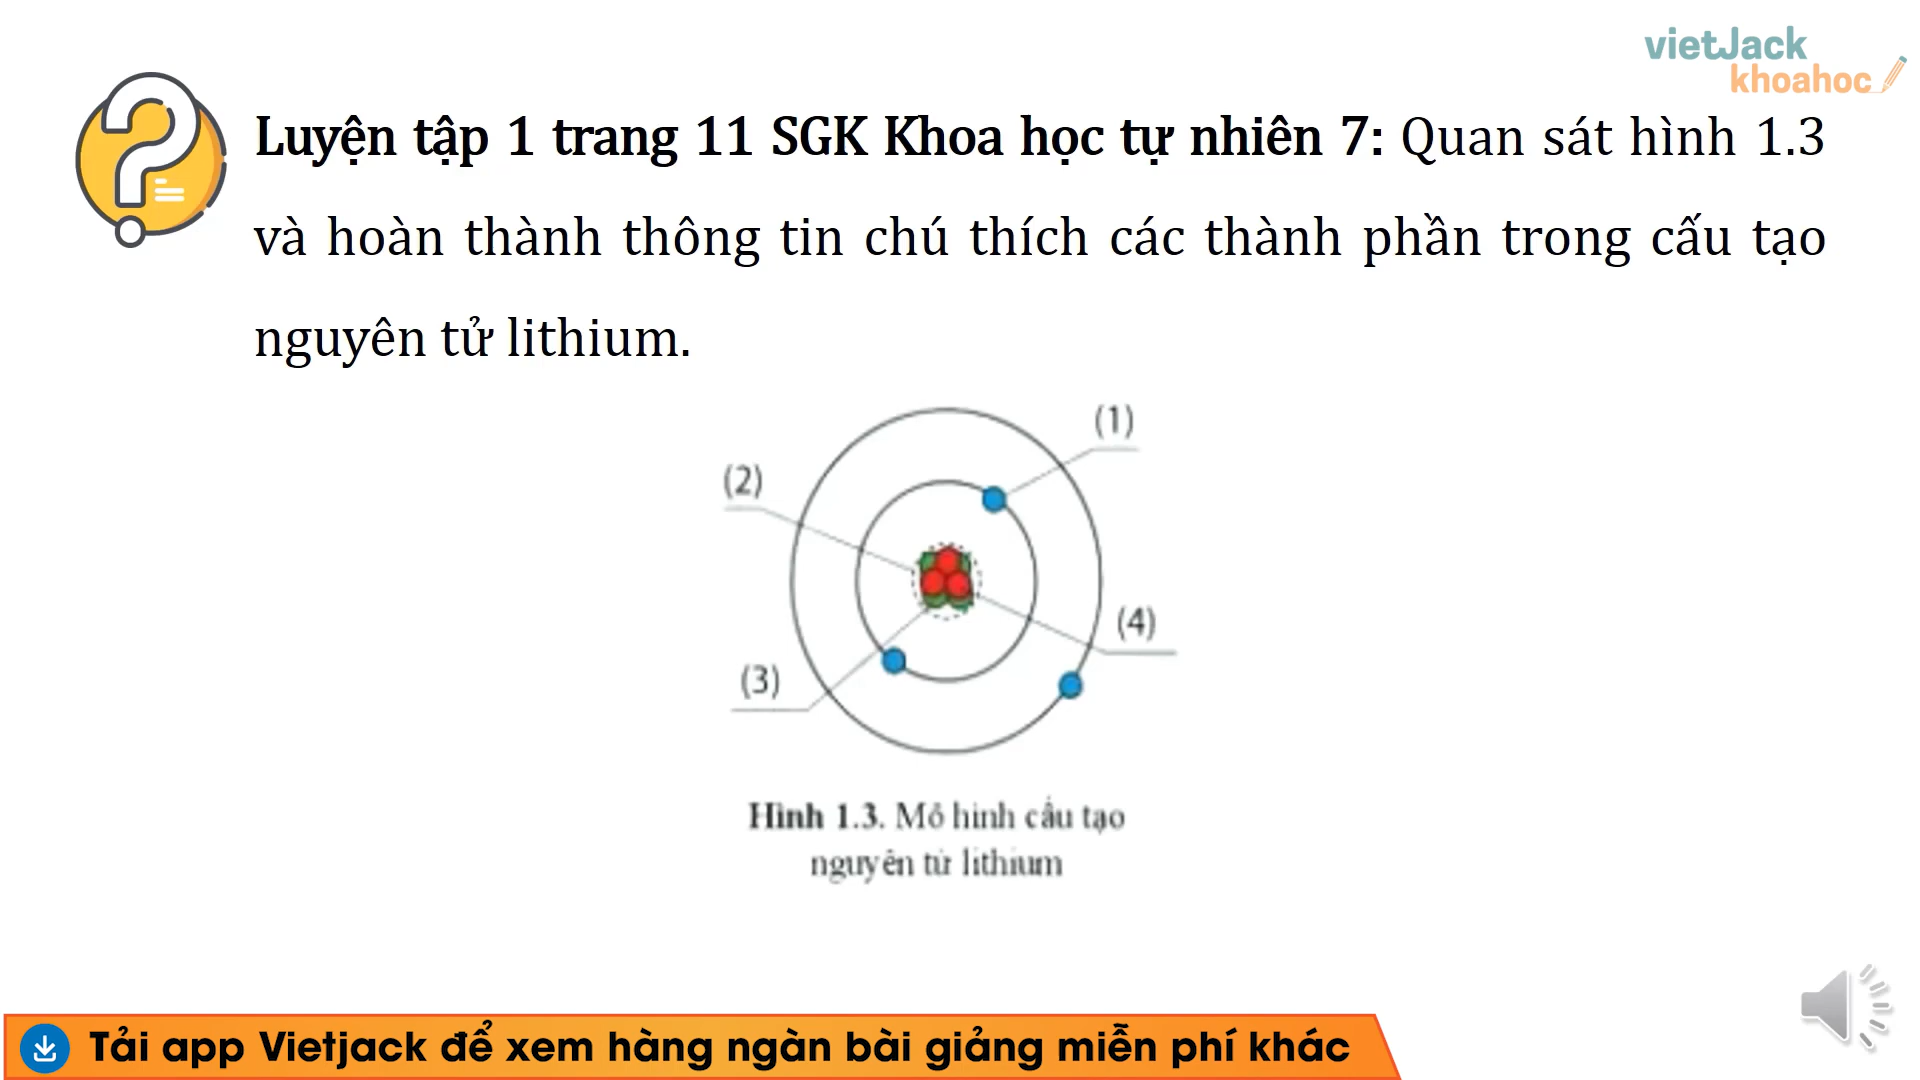 vietJack
khoahoc
Luyện tập 1 trang 11 SGK Khoa học tự nhiên 7: Quan sát hình 1.3
và hoàn thành thông tin chú thích các thành phần trong cấu tạo
nguyên tử lithium.
(1)
(2)
(4)
(3)
Hình 1.3. Mô hình cấu tạo
nguyên tử lithium
Tải app Vietjack để xem hàng ngàn bài giảng miễn phí khác